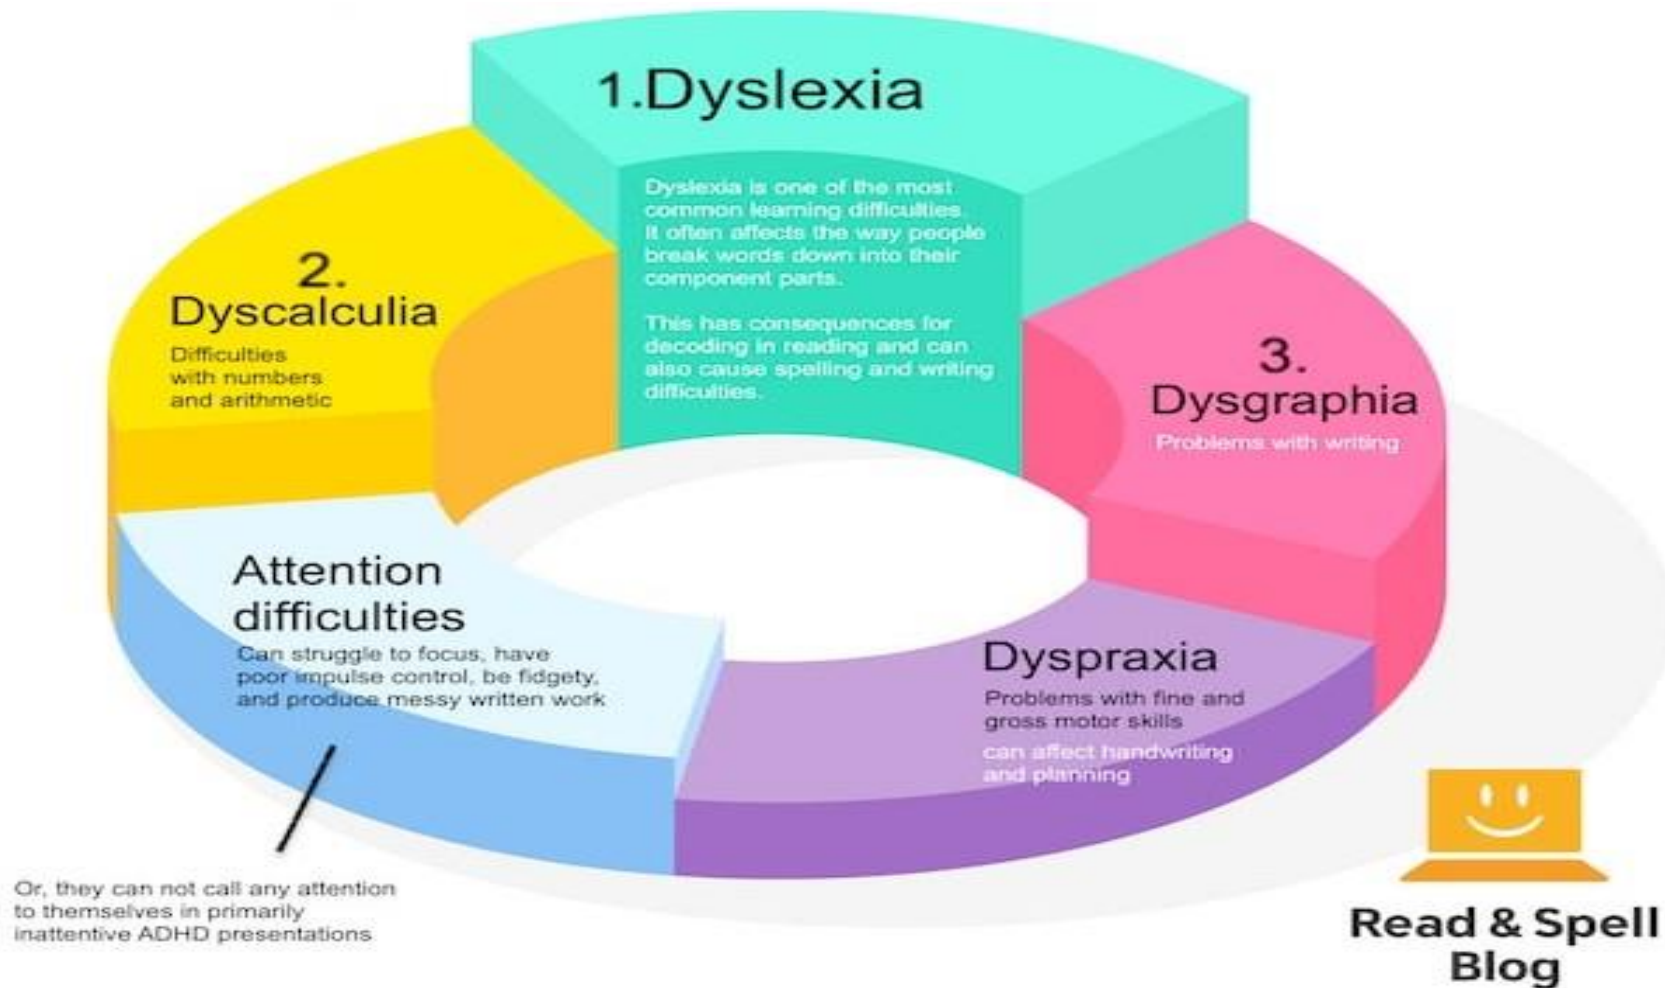 1.Dyslexia
Dyslexia is one of the most
common learning difficulties.
It often affects the way people
break words down into their
component parts.
This has consequences for
decoding in reading and can
also cause spelling and writing
difficulties.
2.
Dyscalculia
Difficulties
with numbers
and arithmetic
3.
Dysgraphia
Problems with writing
Attention
difficulties
Can struggle to focus, have
poor impulse control, be fidgety,
and produce messy written work
Dyspraxia
Problems with fine and
gross motor skills
can affect handwriting
and planning
Or, they can not call any attention
to themselves in primarily
inattentive ADHD presentations
Read & Spell
Blog